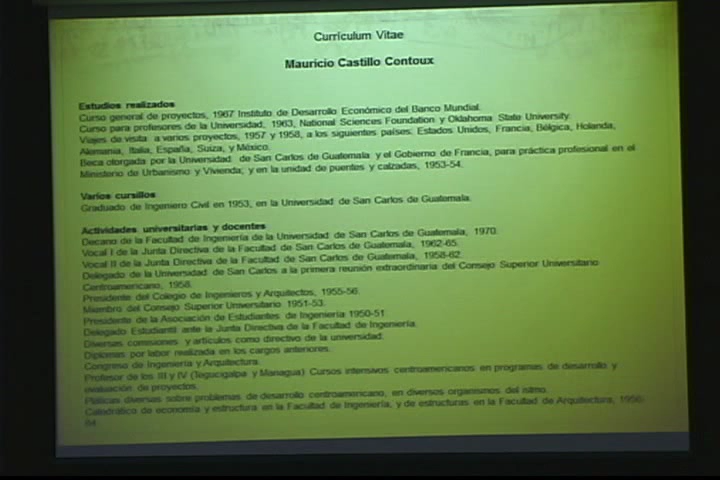 Curriculum Vitae
Mauricio Castillo Contoux
Estudios realizados
Curso general de proyectos, 1967 Instituto de Desarrollo Económico del Banco Mundial.
Curso para profesores de la Universidad, 1963, National Sciences Foundation y Oklahoma State University.
Viajes de visita a varios proyectos, 1957 y 1958, a los siguientes países: Estados Unidos, Francia, Bélgica, Holanda,
Alemania, Italia, España, Suiza, y México.
Beca otorgada por la Universidad de San Carlos de Guatemala y el Gobierno de Francia, para práctica profesional en el
Ministerio de Urbanismo y Vivienda; y en la unidad de puentes y calzadas, 1953-54.
Varios cursillos
Graduado de Ingeniero Civil en 1953, en la Universidad de San Carlos de Guatemala.
Actividades universitarias y docentes
Decano de la Facultad de Ingeniería de la Universidad de San Carlos de Guatemala, 1970.
Vocal I de la Junta Directiva de la Facultad de San Carlos de Guatemala, 1962-65.
Vocal II de la Junta Directiva de la Facultad de San Carlos de Guatemala, 1958-62.
Delegado de la Universidad de San Carlos a la primera reunión extraordinaria del Consejo Superior Universitario
Centroamericano, 1958.
Presidente del Colegio de Ingenieros y Arquitectos, 1955-56.
Miembro del Consejo Superior Universitario 1951-53.
Presidente de la Asociación de Estudiantes de Ingeniería 1950-51
Delegado Estudiantil ante la Junta Directiva de la Facultad de Ingeniería.
Diversas comisiones y artículos como directivo de la universidad.
Diplomas por labor realizada en los cargos anteriores.
Congreso de Ingeniería y Arquitectura.
Profesor de los III y IV (Tegucigalpa y Managua) Cursos intensivos centroamericanos en programas de desarrollo y
evaluación de proyectos.
Pláticas diversas sobre problemas de desarrollo centroamericano, en diversos organismos del istmo.
Catedrático de economía y estructura en la Facultad de Ingeniería, y de estructuras en la Facultad de Arquitectura, 1956-
64.